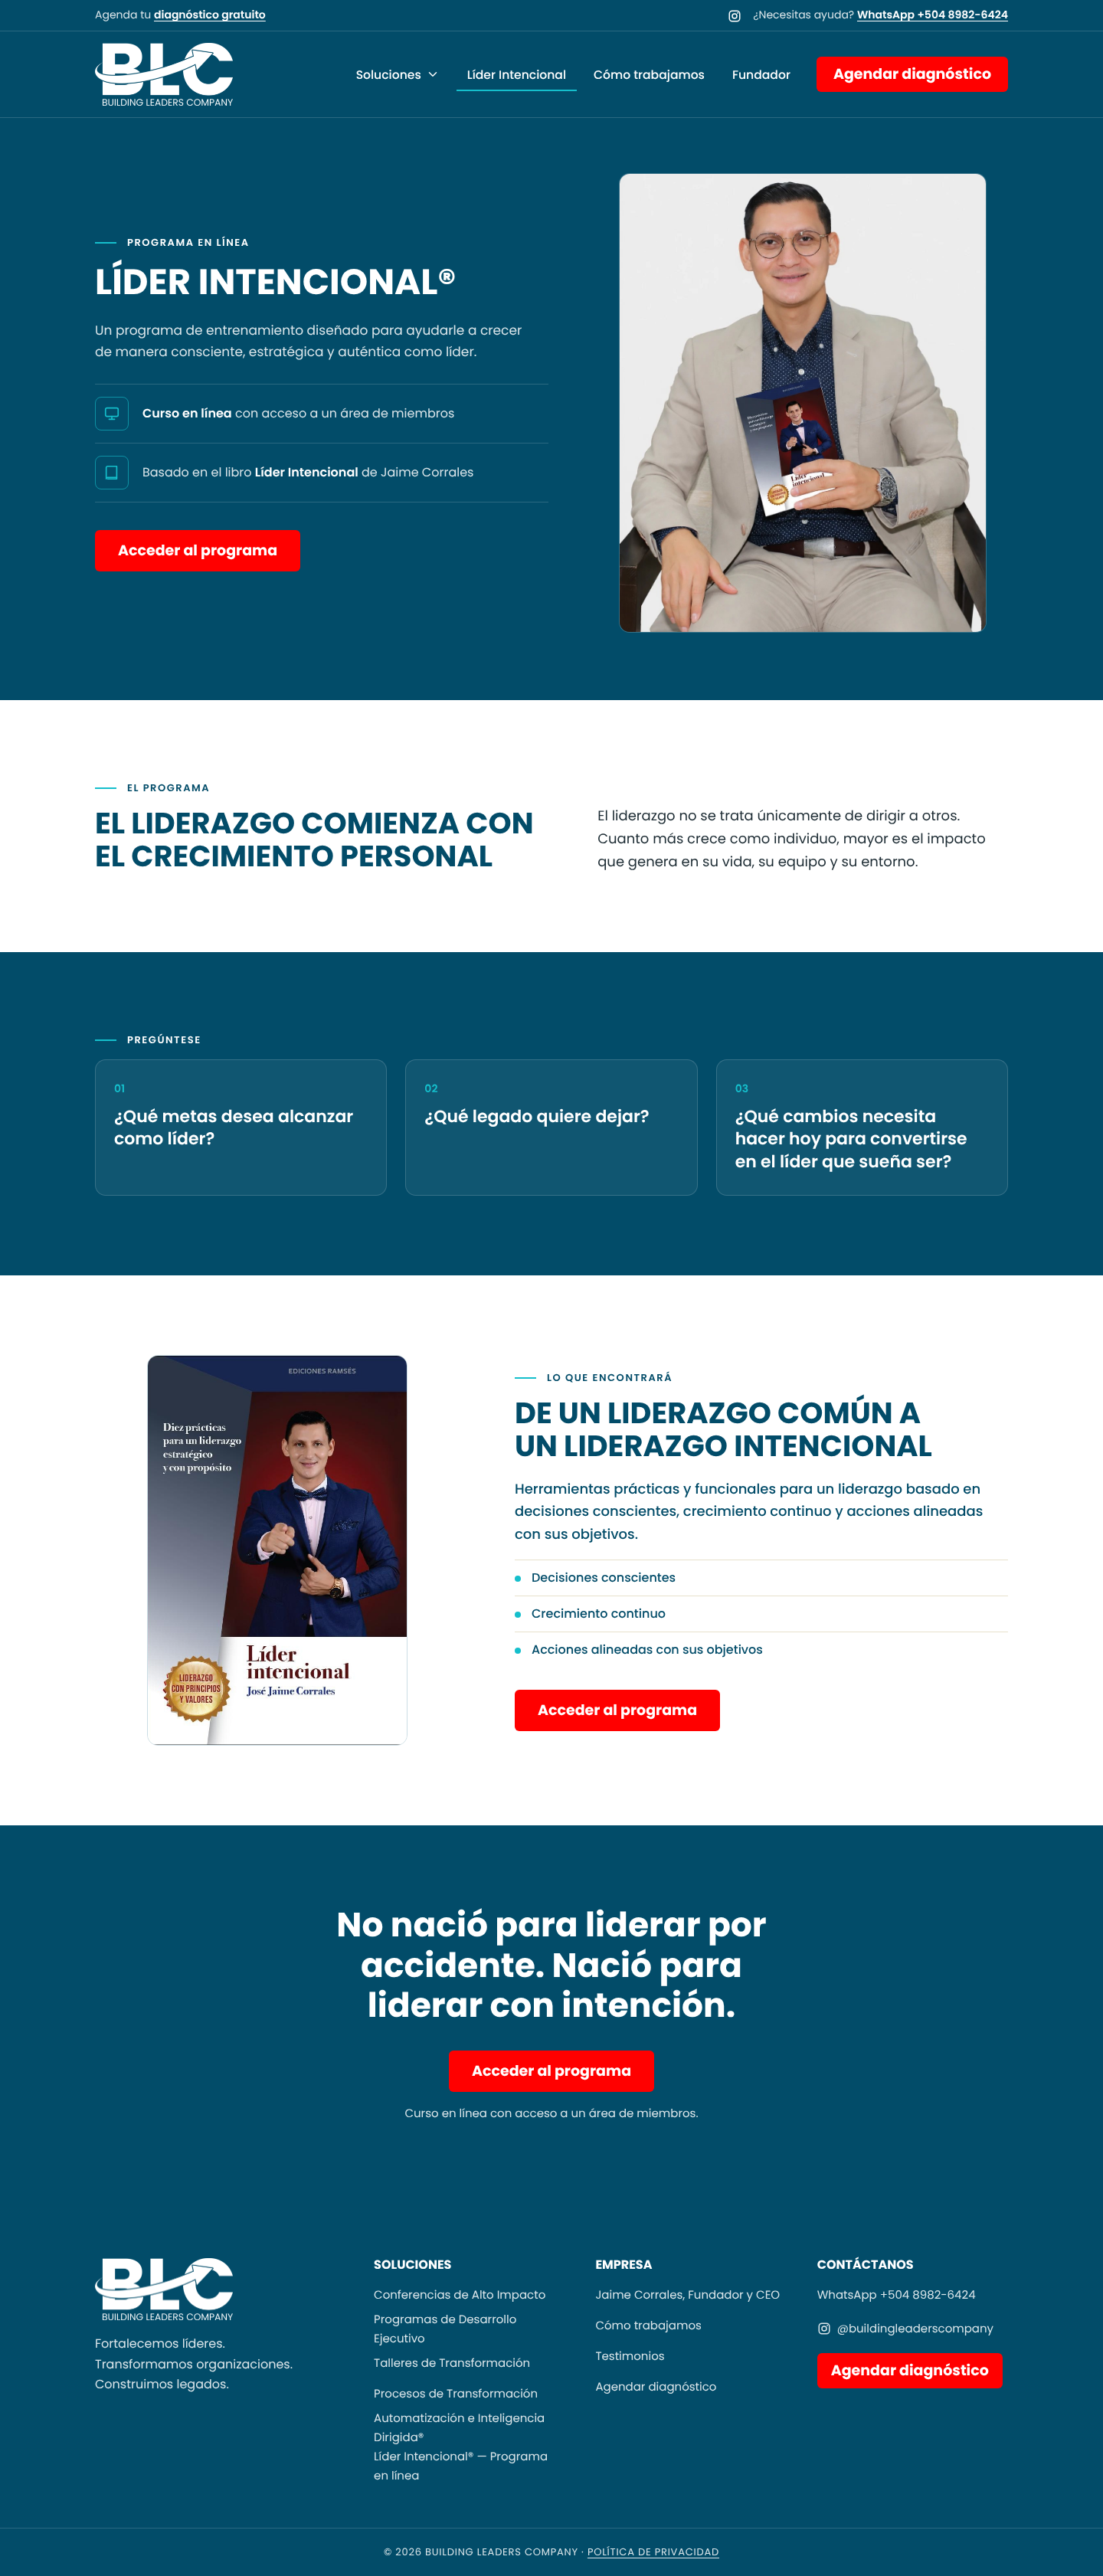 Agenda tu diagnóstico gratuito
¿Necesitas ayuda? WhatsApp +504 8982-6424
BLC
BUILDING LEADERS COMPANY
Soluciones
Líder Intencional
Cómo trabajamos
Fundador
Agendar diagnóstico
PROGRAMA EN LÍNEA
LÍDER INTENCIONAL®
Un programa de entrenamiento diseñado para ayudarle a crecer
de manera consciente, estratégica y auténtica como líder.
Curso en línea con acceso a un área de miembros
Basado en el libro Líder Intencional de Jaime Corrales
Acceder al programa
Líder
intencional
EL PROGRAMA
EL LIDERAZGO COMIENZA CON
EL CRECIMIENTO PERSONAL
El liderazgo no se trata únicamente de dirigir a otros.
Cuanto más crece como individuo, mayor es el impacto
que genera en su vida, su equipo y su entorno.
PREGÚNTESE
01
¿Qué metas desea alcanzar
como líder?
02
¿Qué legado quiere dejar?
03
¿Qué cambios necesita
hacer hoy para convertirse
en el líder que sueña ser?
EDICIONES RAMSÉS
Diez prácticas
para un liderazgo
estratégico
y con propósito
LIDERAZGO
CON PRINCIPIOS
Y VALORES
Líder
intencional
José Jaime Corrales
LO QUE ENCONTRARÁ
DE UN LIDERAZGO COMÚN A
UN LIDERAZGO INTENCIONAL
Herramientas prácticas y funcionales para un liderazgo basado en
decisiones conscientes, crecimiento continuo y acciones alineadas
con sus objetivos.
Decisiones conscientes
Crecimiento continuo
Acciones alineadas con sus objetivos
Acceder al programa
No nació para liderar por
accidente. Nació para
liderar con intención.
Acceder al programa
Curso en línea con acceso a un área de miembros.
BLC
BUILDING LEADERS COMPANY
Fortalecemos líderes.
Transformamos organizaciones.
Construimos legados.
SOLUCIONES
Conferencias de Alto Impacto
Programas de Desarrollo
Ejecutivo
Talleres de Transformación
Procesos de Transformación
Automatización e Inteligencia
Dirigida®
Líder Intencional® — Programa
en línea
EMPRESA
Jaime Corrales, Fundador y CEO
Cómo trabajamos
Testimonios
Agendar diagnóstico
CONTÁCTANOS
WhatsApp +504 8982-6424
@buildingleaderscompany
Agendar diagnóstico
© 2026 BUILDING LEADERS COMPANY · POLÍTICA DE PRIVACIDAD